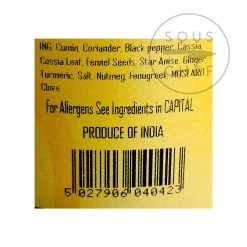 SOUS
CHEF
ING: Cumin, Coriander, Black pepper, Cassia,
Cassia Leaf, Fennel Seeds, Star Anise, Ginger
Turmeric, Salt, Nutmeg, Fenugreek, MUSTARD,
Clove
For Allergens See Ingredients in CAPITAL
PRODUCE OF INDIA
5 027906 040423